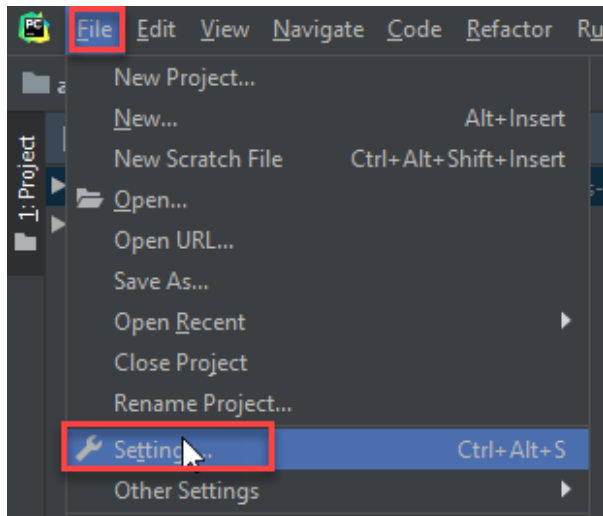 PC File Edit View Navigate Code Refactor
New Project...
New... Alt+Insert
New Scratch File Ctrl+Alt+Shift+Insert
1: Project
Open...
Open URL...
Save As...
Open Recent
Close Project
Rename Project...
Settings... Ctrl+Alt+S
Other Settings